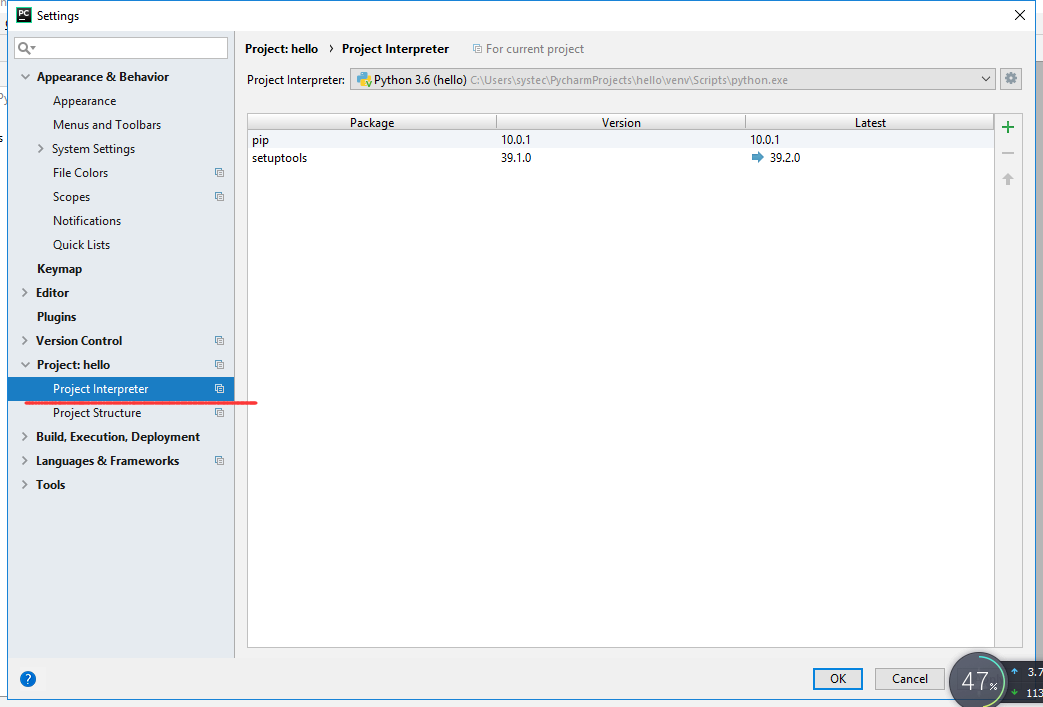 PC Settings
Project: hello › Project Interpreter For current project
Project Interpreter: Python 3.6 (hello) C:\Users\systec\PycharmProjects\hello\venv\Scripts\python.exe
Appearance & Behavior
Appearance
Menus and Toolbars
System Settings
File Colors
Scopes
Notifications
Quick Lists
Keymap
Editor
Plugins
Version Control
Project: hello
Project Interpreter
Project Structure
Build, Execution, Deployment
Languages & Frameworks
Tools
Package Version Latest
pip 10.0.1 10.0.1
setuptools 39.1.0 39.2.0
?
OK Cancel
47%
3.7
113